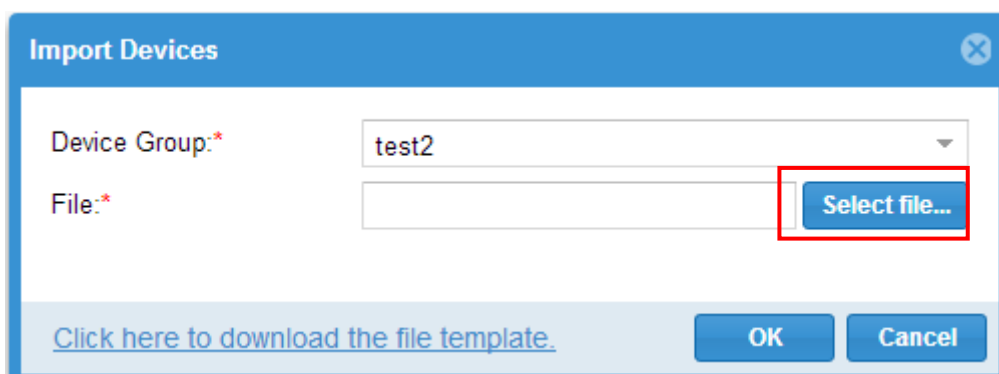 Import Devices
Device Group:* test2
File:* Select file...
Click here to download the file template. OK Cancel